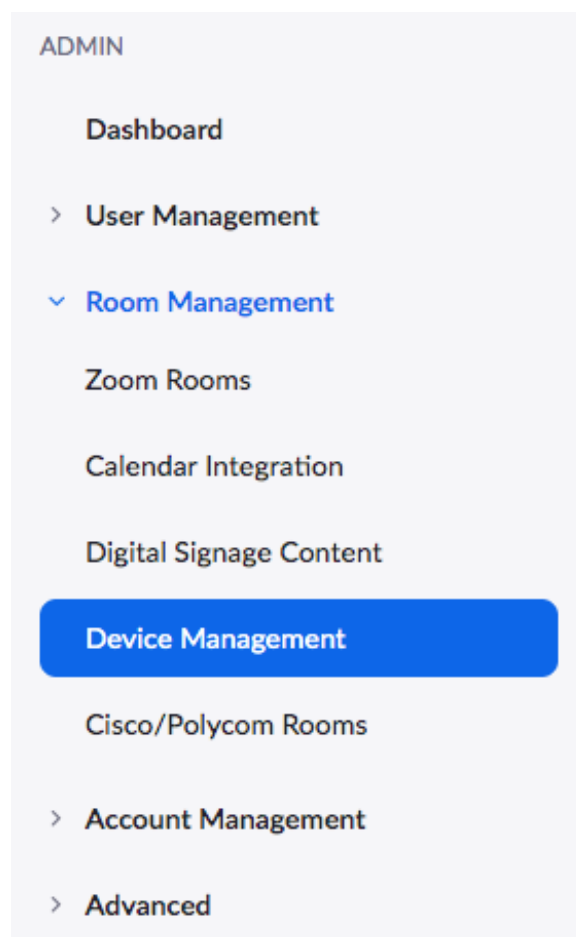 ADMIN
Dashboard
User Management
Room Management
Zoom Rooms
Calendar Integration
Digital Signage Content
Device Management
Cisco/Polycom Rooms
Account Management
Advanced